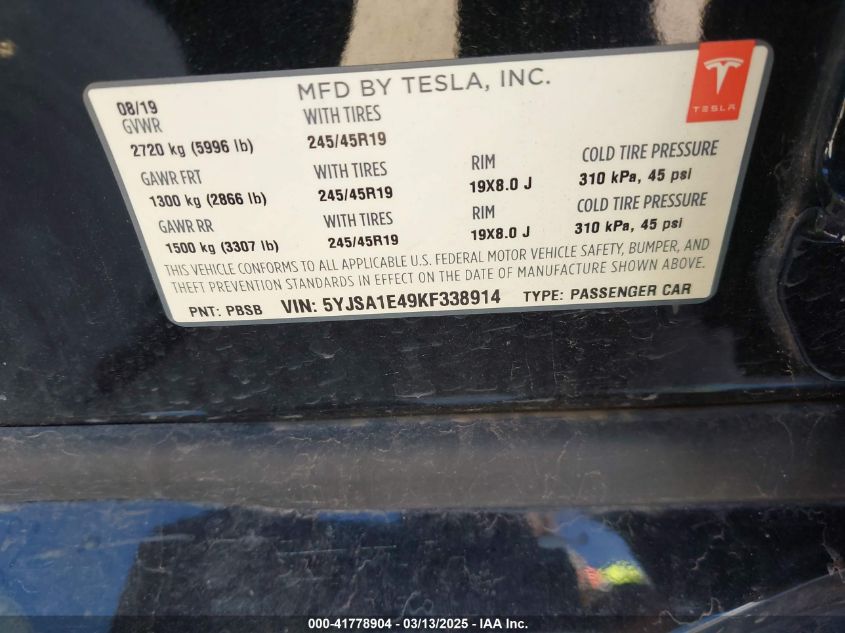 MFD BY TESLA, INC.
TESLA
08/19
GVWR
2720 kg (5996 lb)
WITH TIRES
245/45R19
GAWR FRT
1300 kg (2866 lb)
WITH TIRES
245/45R19
RIM
19X8.0 J
COLD TIRE PRESSURE
310 kPa, 45 psi
GAWR RR
1500 kg (3307 lb)
WITH TIRES
245/45R19
RIM
19X8.0 J
COLD TIRE PRESSURE
310 kPa, 45 psi
THIS VEHICLE CONFORMS TO ALL APPLICABLE U.S. FEDERAL MOTOR VEHICLE SAFETY, BUMPER, AND
THEFT PREVENTION STANDARDS IN EFFECT ON THE DATE OF MANUFACTURE SHOWN ABOVE.
PNT: PBSB VIN: 5YJSA1E49KF338914 TYPE: PASSENGER CAR
000-41778904 - 03/13/2025 - IAA Inc.